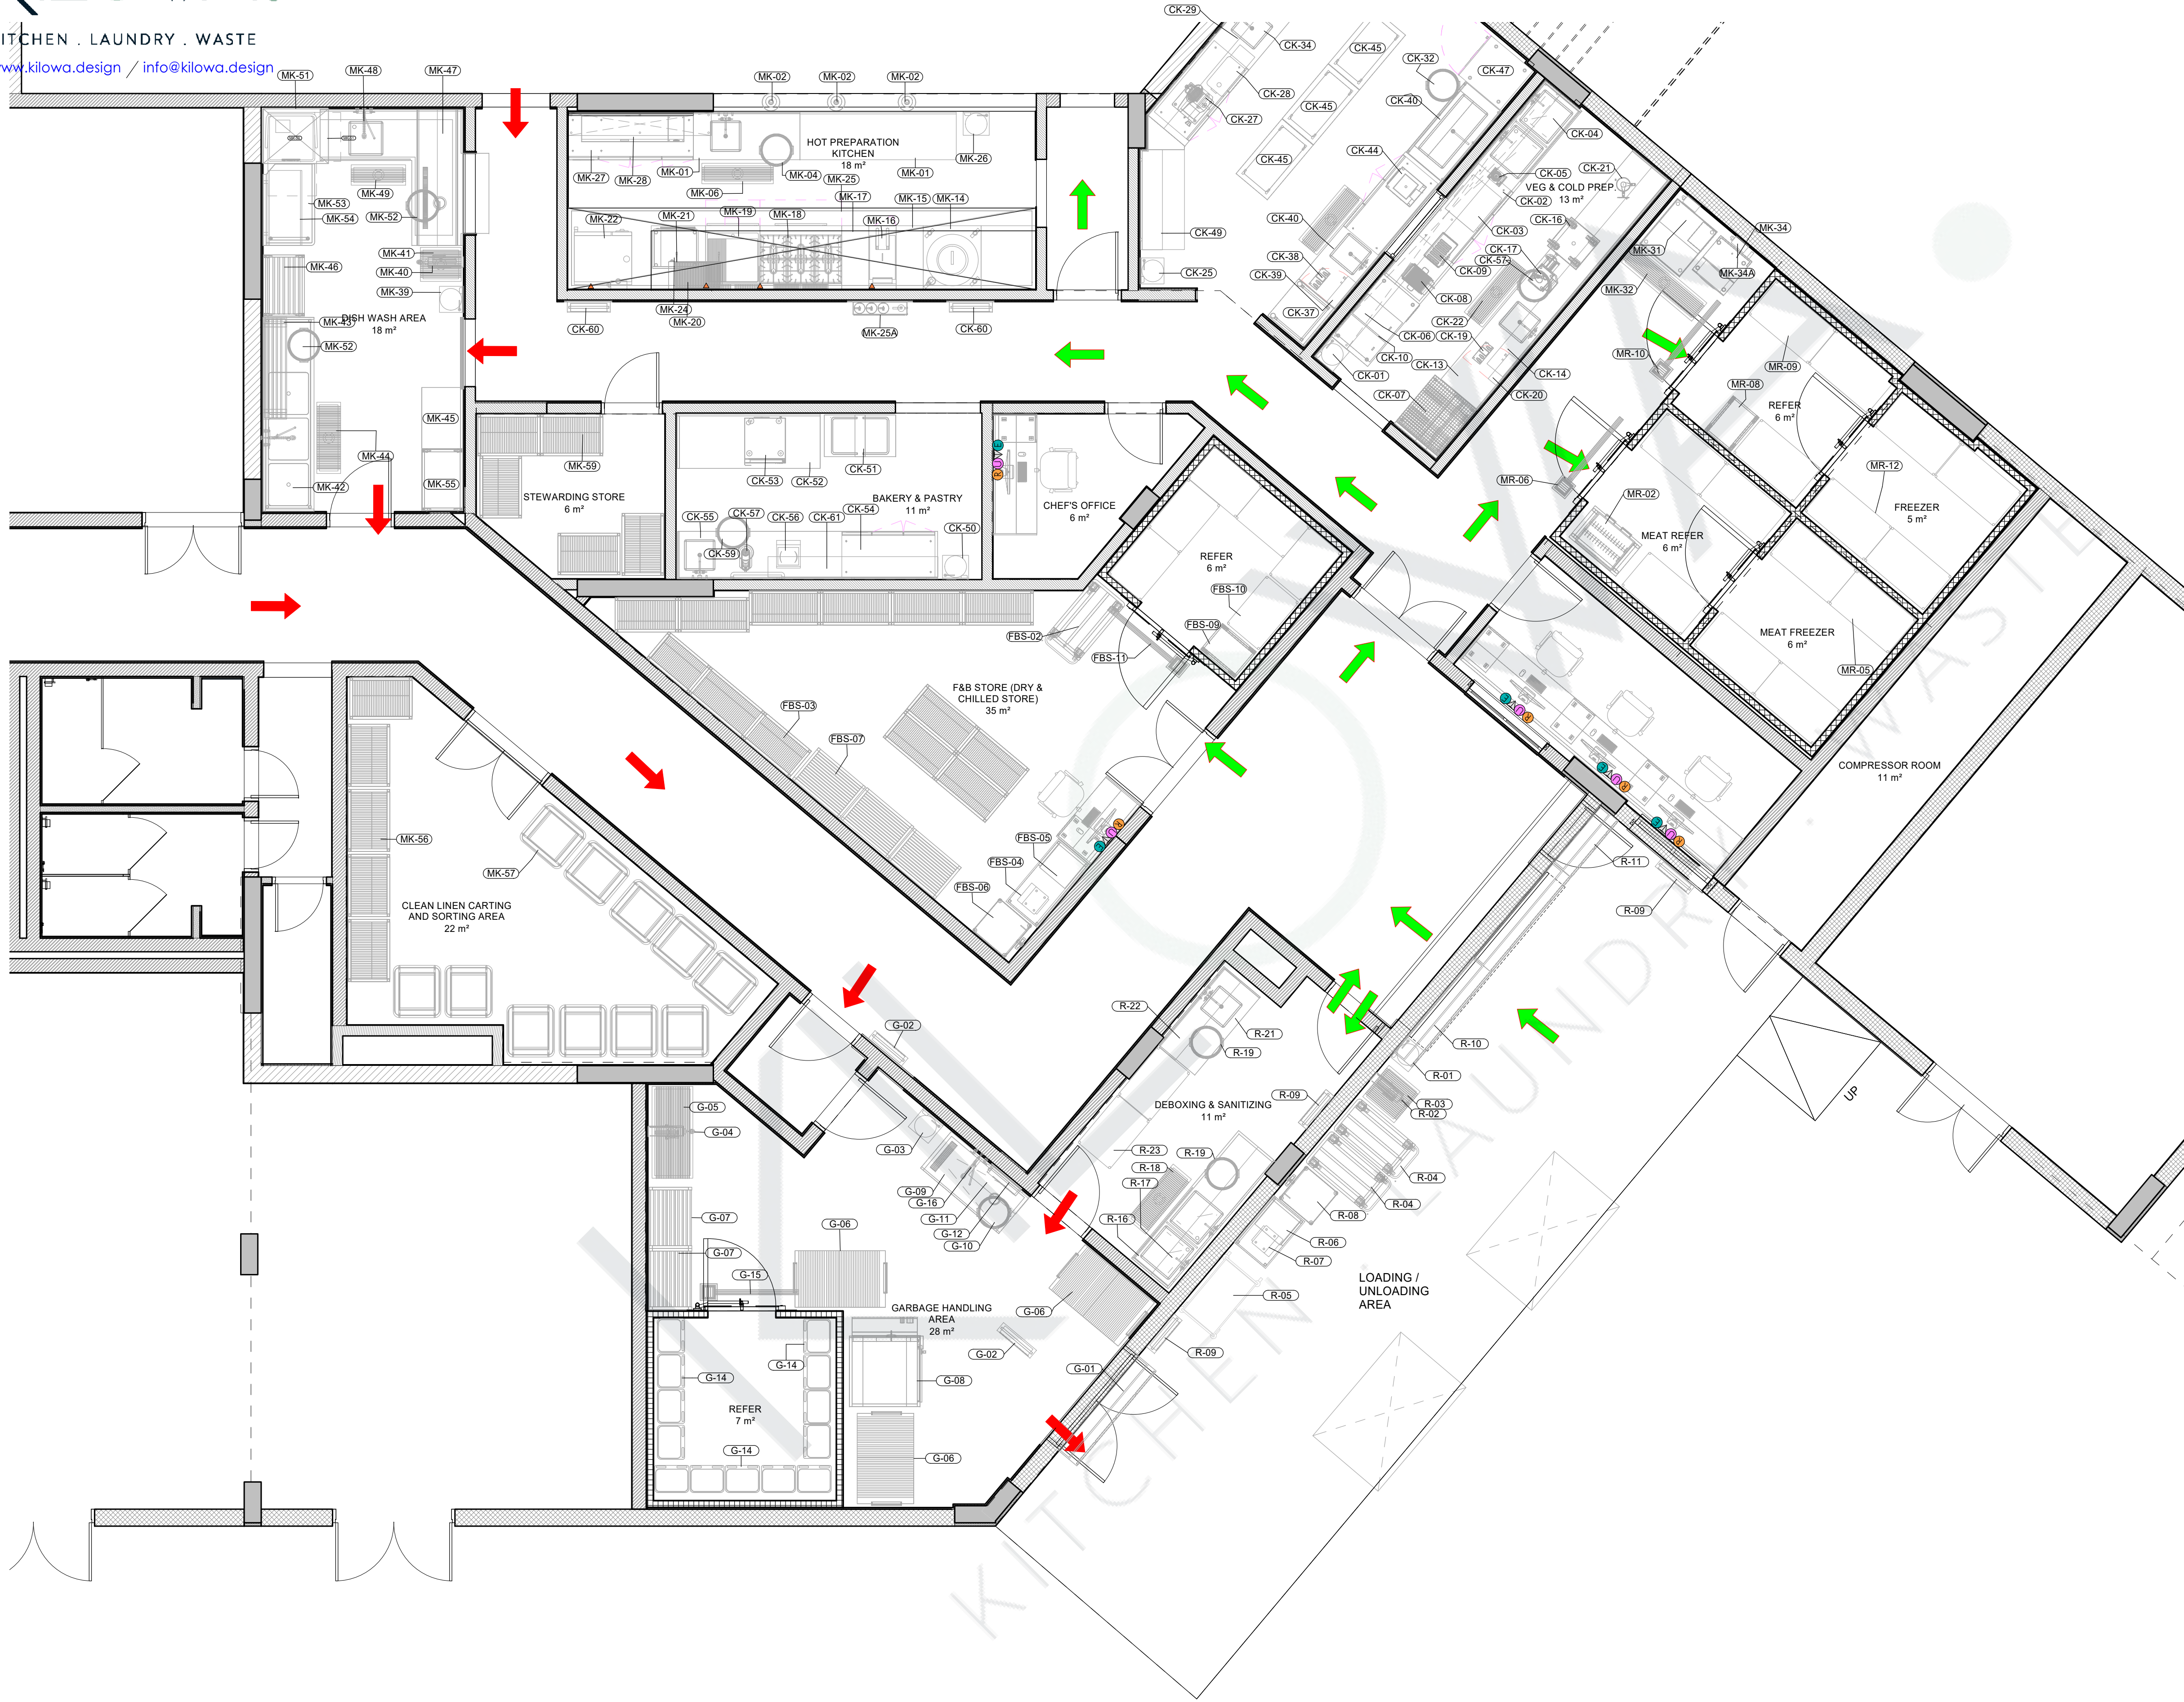 ITCHEN . LAUNDRY . WASTE
www.kilowa.design / info@kilowa.design
MK-51
MK-48
MK-47
MK-49
MK-53
MK-54
MK-52
MK-41
MK-40
MK-46
MK-39
MK-43
DISH WASH AREA
18 m²
MK-52
MK-45
MK-44
MK-42
MK-55
MK-02
MK-02
MK-02
HOT PREPARATION
KITCHEN
18 m²
MK-26
MK-27
MK-28
MK-01
MK-04
MK-01
MK-06
MK-25
MK-17
MK-22
MK-21
MK-19
MK-18
MK-16
MK-15
MK-14
MK-24
MK-20
CK-60
MK-25A
CK-60
CK-29
CK-34
CK-45
CK-32
CK-47
CK-28
CK-40
CK-45
CK-27
CK-45
CK-44
CK-04
CK-05
CK-21
VEG & COLD PREP.
13 m²
CK-02
CK-03
CK-16
CK-40
CK-49
CK-38
CK-39
CK-25
CK-37
CK-17
CK-57
CK-09
CK-08
CK-22
CK-06
CK-19
CK-10
CK-01
CK-13
CK-14
CK-07
CK-20
MK-34
MK-31
MK-34A
MK-32
MR-10
MR-09
MR-08
REFER
6 m²
MR-12
FREEZER
5 m²
MR-06
MR-02
MEAT REFER
6 m²
MEAT FREEZER
6 m²
MR-05
COMPRESSOR ROOM
11 m²
MK-59
STEWARDING STORE
6 m²
CK-53
CK-52
CK-51
BAKERY & PASTRY
11 m²
CK-55
CK-57
CK-56
CK-61
CK-54
CK-50
CK-59
CHEF'S OFFICE
6 m²
REFER
6 m²
FBS-10
FBS-09
FBS-02
FBS-11
F&B STORE (DRY &
CHILLED STORE)
35 m²
FBS-03
FBS-07
FBS-05
FBS-04
FBS-06
MK-56
MK-57
CLEAN LINEN CARTING
AND SORTING AREA
22 m²
R-11
R-09
R-10
R-01
UP
R-22
R-21
R-19
DEBOXING & SANITIZING
11 m²
R-09
R-03
R-02
R-23
R-19
R-18
R-17
R-16
R-04
R-04
R-08
R-06
R-07
R-05
R-09
LOADING /
UNLOADING
AREA
G-02
G-05
G-04
G-03
G-09
G-16
G-11
G-12
G-10
G-07
G-06
G-07
G-15
GARBAGE HANDLING
AREA
28 m²
G-06
G-02
G-01
G-14
G-14
G-08
REFER
7 m²
G-14
G-06
KITCHEN . LAUNDRY . WASTE